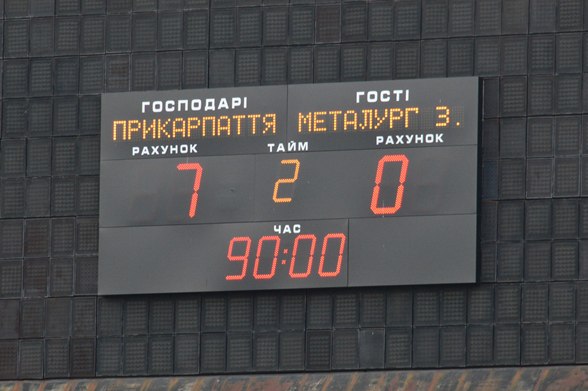 ГОСПОДАРІ ГОСТІ
ПРИКАРПАТТЯ МЕТАЛУРГ З.
РАХУНОК ТАЙМ РАХУНОК
7 2 0
ЧАС
90:00